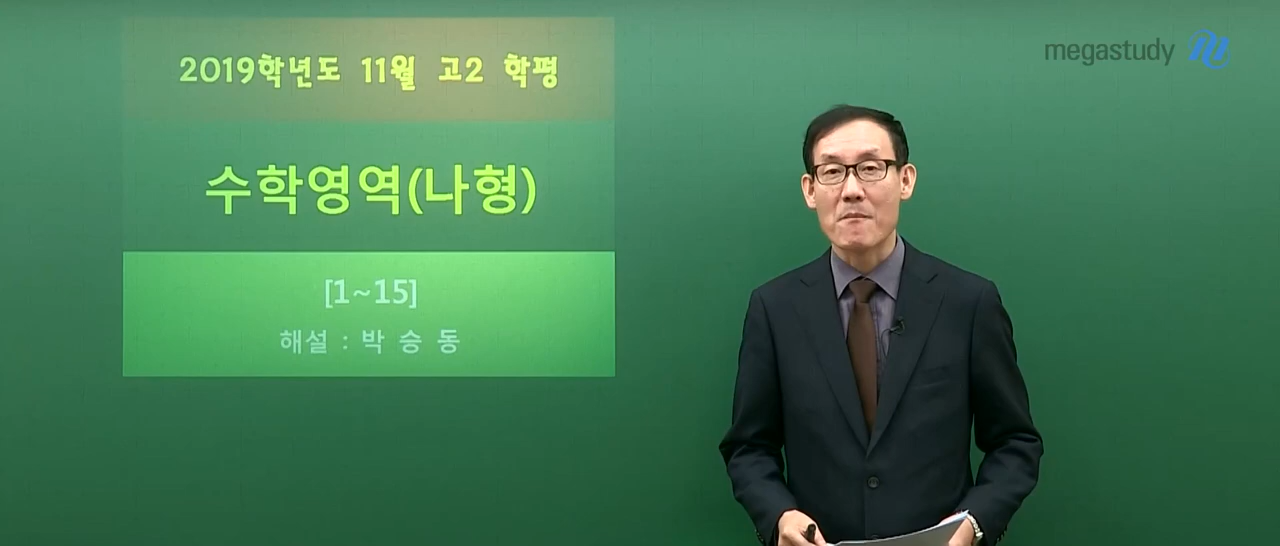 megastudy
2019학년도 11월 고2 학평
수학영역(나형)
[1~15]
해설 : 박 승 동